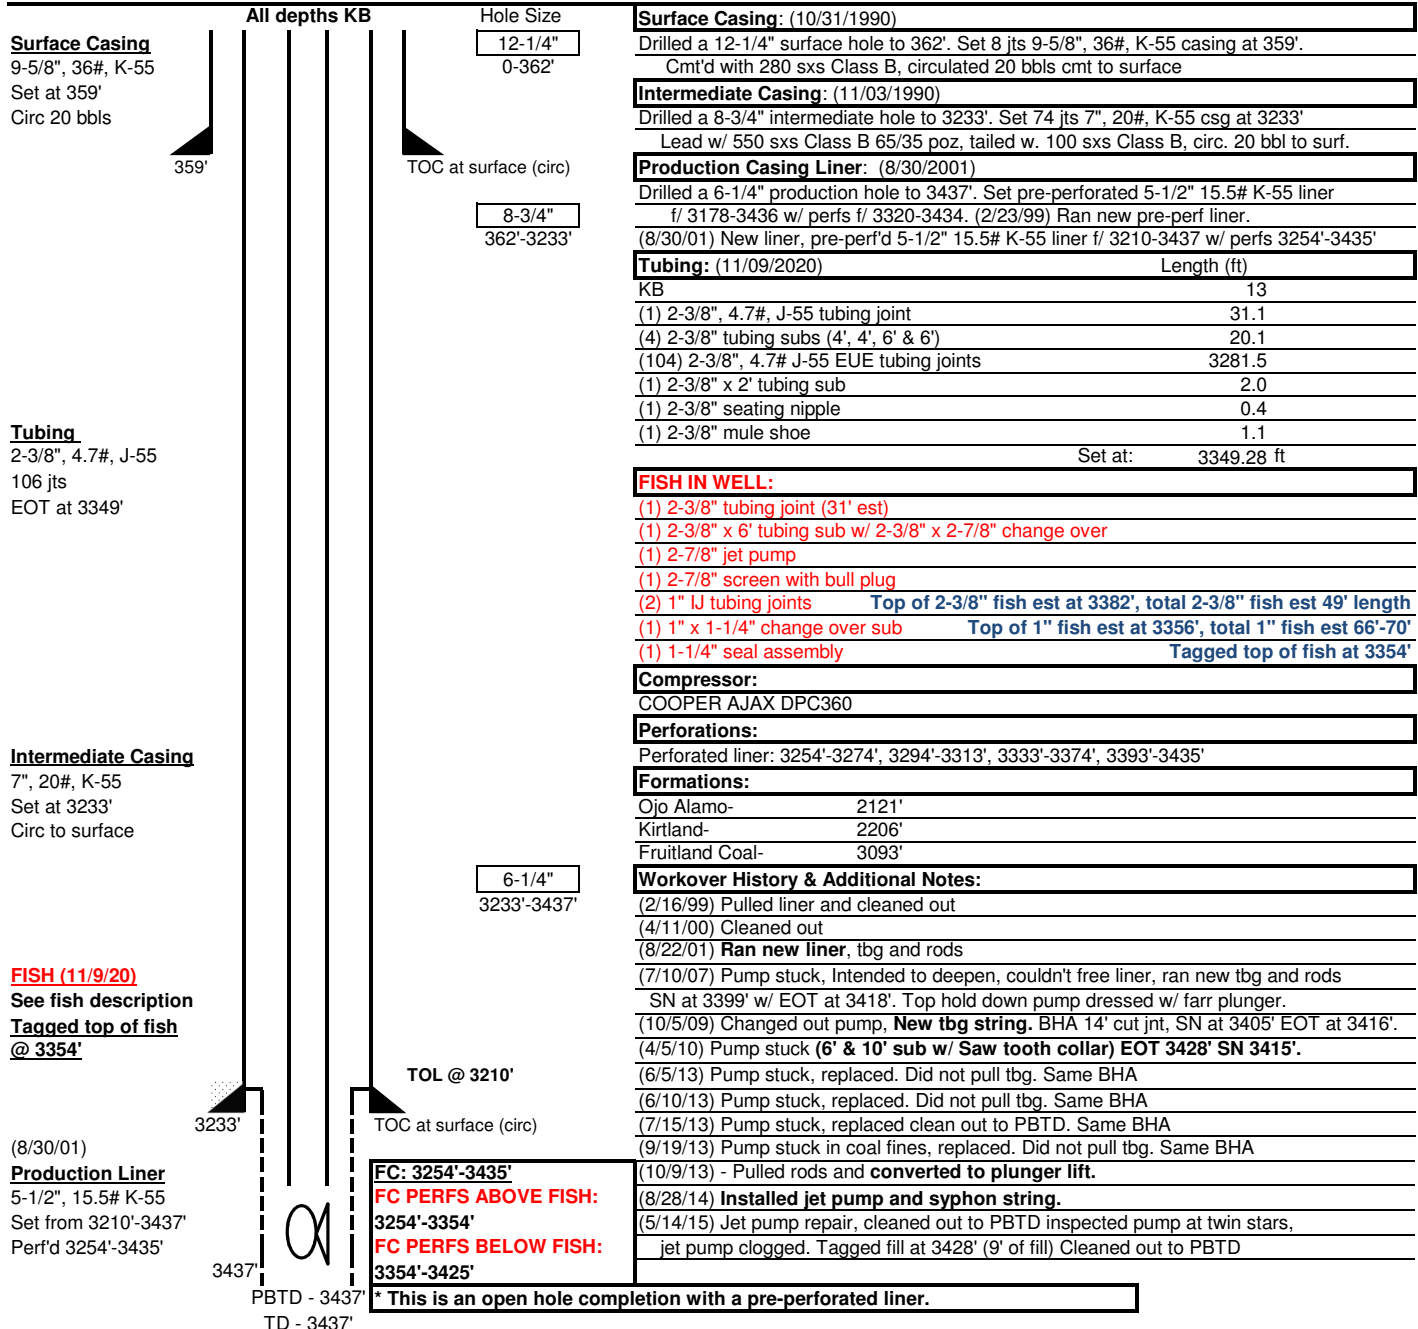 All depths KB
Hole Size
Surface Casing
9-5/8", 36#, K-55
Set at 359'
Circ 20 bbls
12-1/4"
0-362'
359'
TOC at surface (circ)
8-3/4"
362'-3233'
Tubing
2-3/8", 4.7#, J-55
106 jts
EOT at 3349'
Intermediate Casing
7", 20#, K-55
Set at 3233'
Circ to surface
6-1/4"
3233'-3437'
FISH (11/9/20)
See fish description
Tagged top of fish
@ 3354'
TOL @ 3210'
3233'
TOC at surface (circ)
(8/30/01)
Production Liner
5-1/2", 15.5# K-55
Set from 3210'-3437'
Perf'd 3254'-3435'
3437'
FC: 3254'-3435'
FC PERFS ABOVE FISH:
3254'-3354'
FC PERFS BELOW FISH:
3354'-3425'
PBTD - 3437'
TD - 3437'
* This is an open hole completion with a pre-perforated liner.
Surface Casing: (10/31/1990)
Drilled a 12-1/4" surface hole to 362'. Set 8 jts 9-5/8", 36#, K-55 casing at 359'.
Cmt'd with 280 sxs Class B, circulated 20 bbls cmt to surface
Intermediate Casing: (11/03/1990)
Drilled a 8-3/4" intermediate hole to 3233'. Set 74 jts 7", 20#, K-55 csg at 3233'
Lead w/ 550 sxs Class B 65/35 poz, tailed w. 100 sxs Class B, circ. 20 bbl to surf.
Production Casing Liner: (8/30/2001)
Drilled a 6-1/4" production hole to 3437'. Set pre-perforated 5-1/2" 15.5# K-55 liner
f/ 3178-3436 w/ perfs f/ 3320-3434. (2/23/99) Ran new pre-perf liner.
(8/30/01) New liner, pre-perf'd 5-1/2" 15.5# K-55 liner f/ 3210-3437 w/ perfs 3254'-3435'
Tubing: (11/09/2020) Length (ft)
KB 13
(1) 2-3/8", 4.7#, J-55 tubing joint 31.1
(4) 2-3/8" tubing subs (4', 4', 6' & 6') 20.1
(104) 2-3/8", 4.7# J-55 EUE tubing joints 3281.5
(1) 2-3/8" x 2' tubing sub 2.0
(1) 2-3/8" seating nipple 0.4
(1) 2-3/8" mule shoe 1.1
Set at: 3349.28 ft
FISH IN WELL:
(1) 2-3/8" tubing joint (31' est)
(1) 2-3/8" x 6' tubing sub w/ 2-3/8" x 2-7/8" change over
(1) 2-7/8" jet pump
(1) 2-7/8" screen with bull plug
(2) 1" IJ tubing joints Top of 2-3/8" fish est at 3382', total 2-3/8" fish est 49' length
(1) 1" x 1-1/4" change over sub Top of 1" fish est at 3356', total 1" fish est 66'-70'
(1) 1-1/4" seal assembly Tagged top of fish at 3354'
Compressor:
COOPER AJAX DPC360
Perforations:
Perforated liner: 3254'-3274', 3294'-3313', 3333'-3374', 3393'-3435'
Formations:
Ojo Alamo- 2121'
Kirtland- 2206'
Fruitland Coal- 3093'
Workover History & Additional Notes:
(2/16/99) Pulled liner and cleaned out
(4/11/00) Cleaned out
(8/22/01) Ran new liner, tbg and rods
(7/10/07) Pump stuck, Intended to deepen, couldn't free liner, ran new tbg and rods
SN at 3399' w/ EOT at 3418'. Top hold down pump dressed w/ farr plunger.
(10/5/09) Changed out pump, New tbg string. BHA 14' cut jnt, SN at 3405' EOT at 3416'.
(4/5/10) Pump stuck (6' & 10' sub w/ Saw tooth collar) EOT 3428' SN 3415'.
(6/5/13) Pump stuck, replaced. Did not pull tbg. Same BHA
(6/10/13) Pump stuck, replaced. Did not pull tbg. Same BHA
(7/15/13) Pump stuck, replaced clean out to PBTD. Same BHA
(9/19/13) Pump stuck in coal fines, replaced. Did not pull tbg. Same BHA
(10/9/13) - Pulled rods and converted to plunger lift.
(8/28/14) Installed jet pump and syphon string.
(5/14/15) Jet pump repair, cleaned out to PBTD inspected pump at twin stars,
jet pump clogged. Tagged fill at 3428' (9' of fill) Cleaned out to PBTD